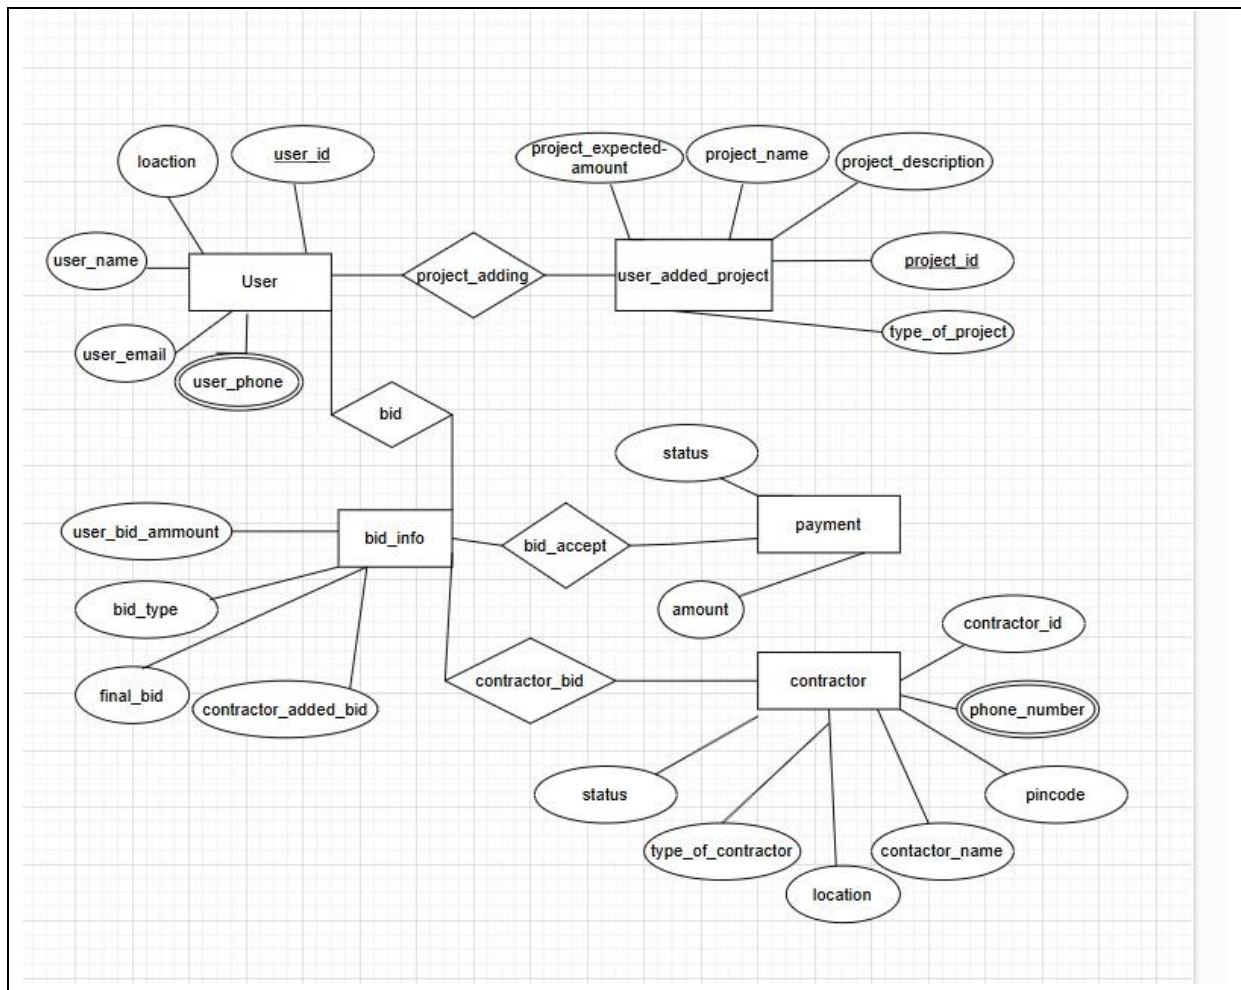 loaction
user_id
project_expected-
amount
project_name
project_description
user_name
User
project_adding
user_added_project
project_id
user_email
user_phone
type_of_project
bid
status
user_bid_ammount
bid_info
bid_accept
payment
bid_type
amount
contractor_id
final_bid
contractor_added_bid
contractor_bid
contractor
phone_number
status
pincode
type_of_contractor
contactor_name
location